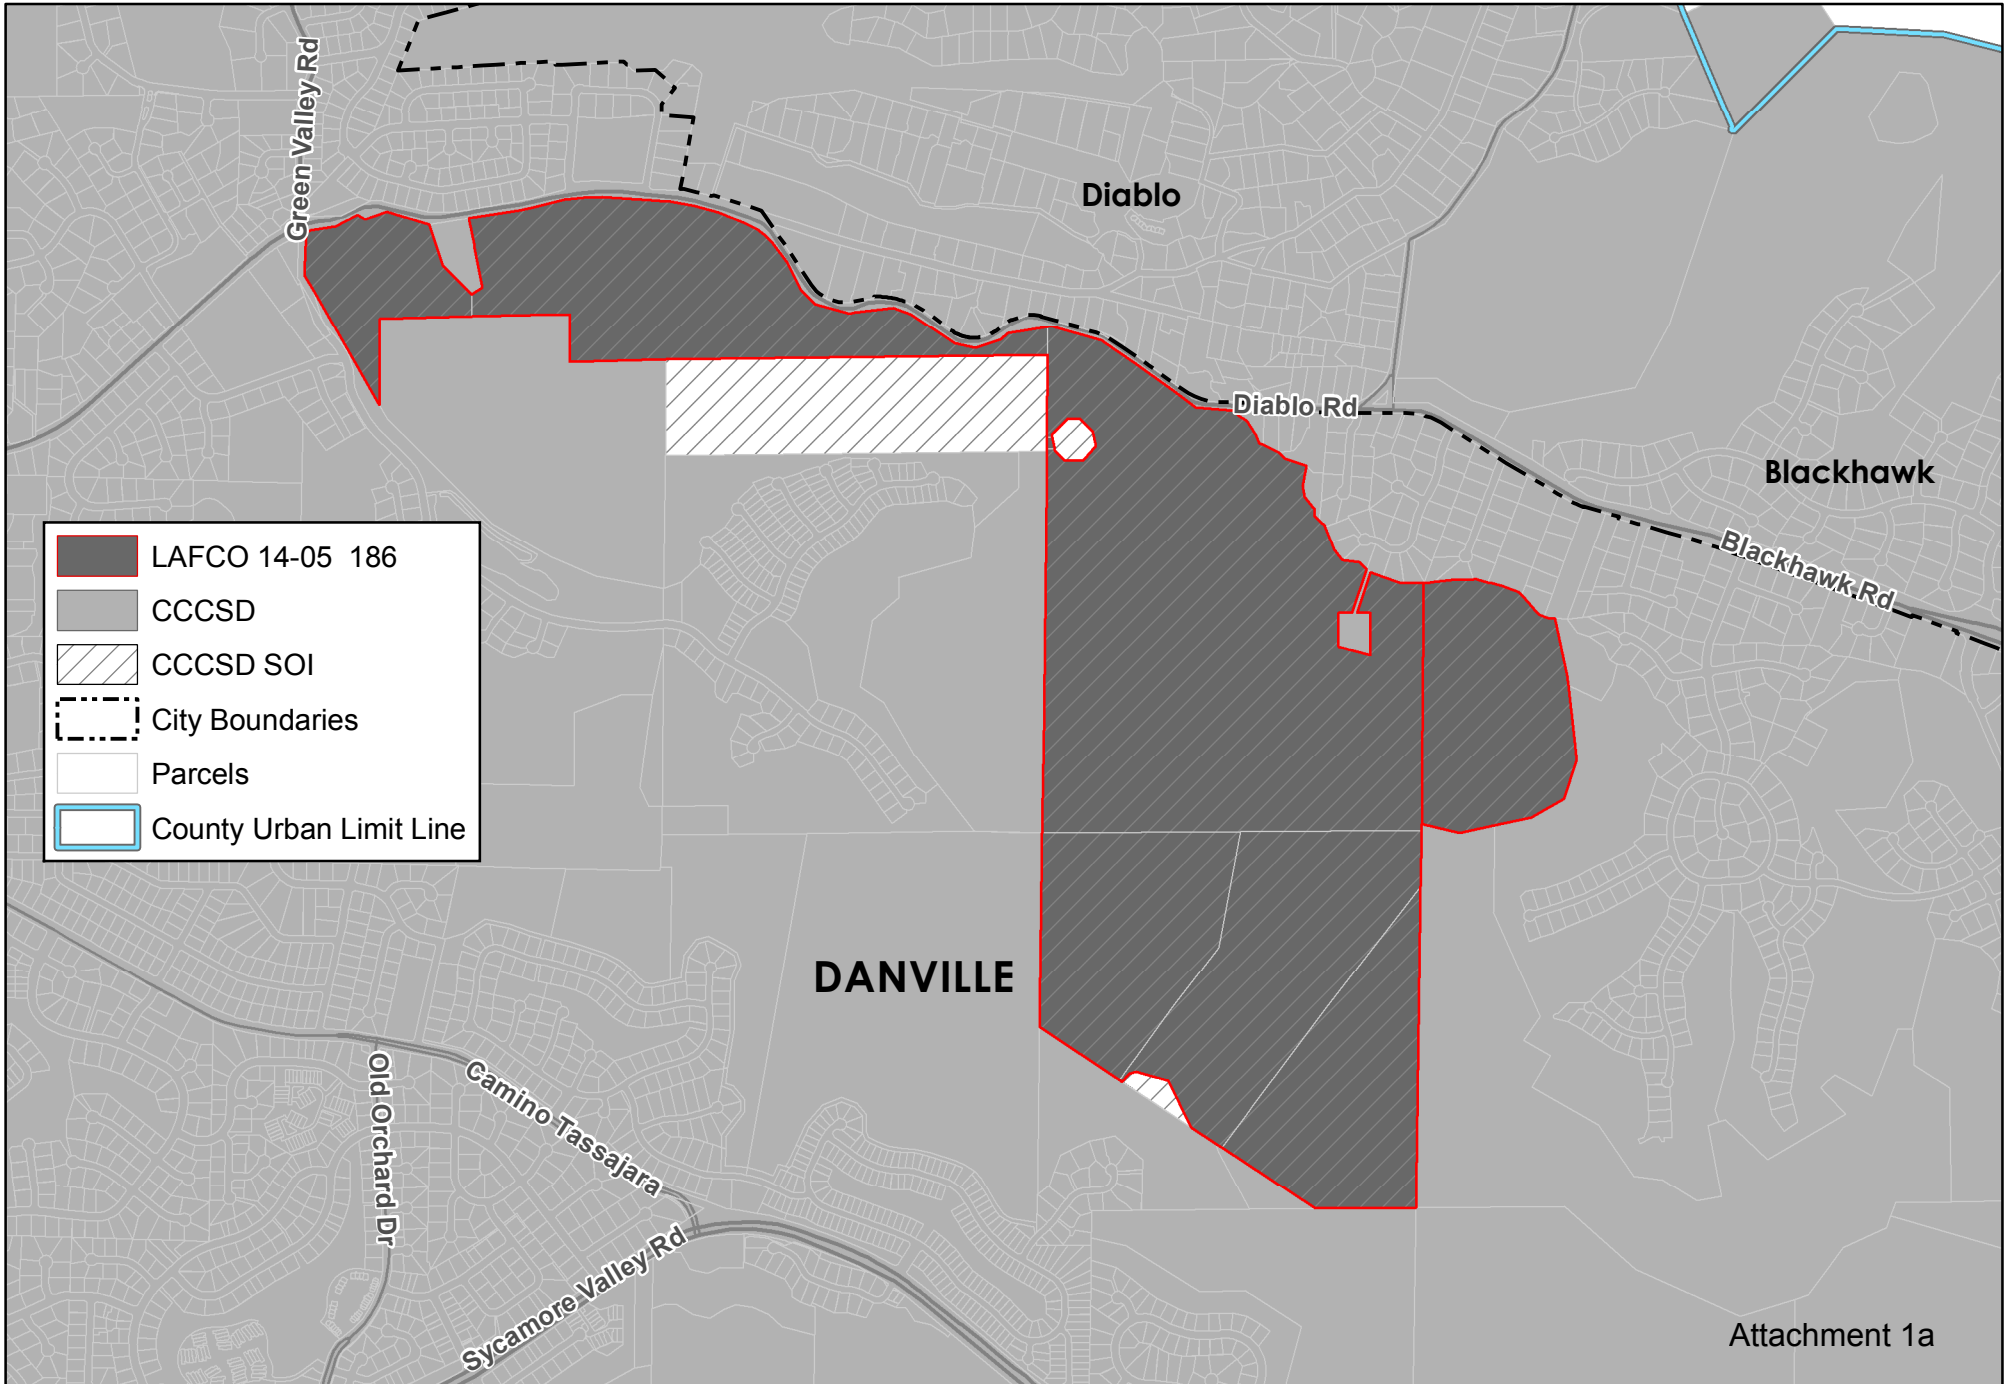 Green Valley Rd
Diablo
Diablo Rd
Blackhawk
Blackhawk Rd
LAFCO 14-05  186
CCCSD
CCCSD SOI
City Boundaries
Parcels
County Urban Limit Line
DANVILLE
Old Orchard Dr
Camino Tassajara
Sycamore Valley Rd
Attachment 1a